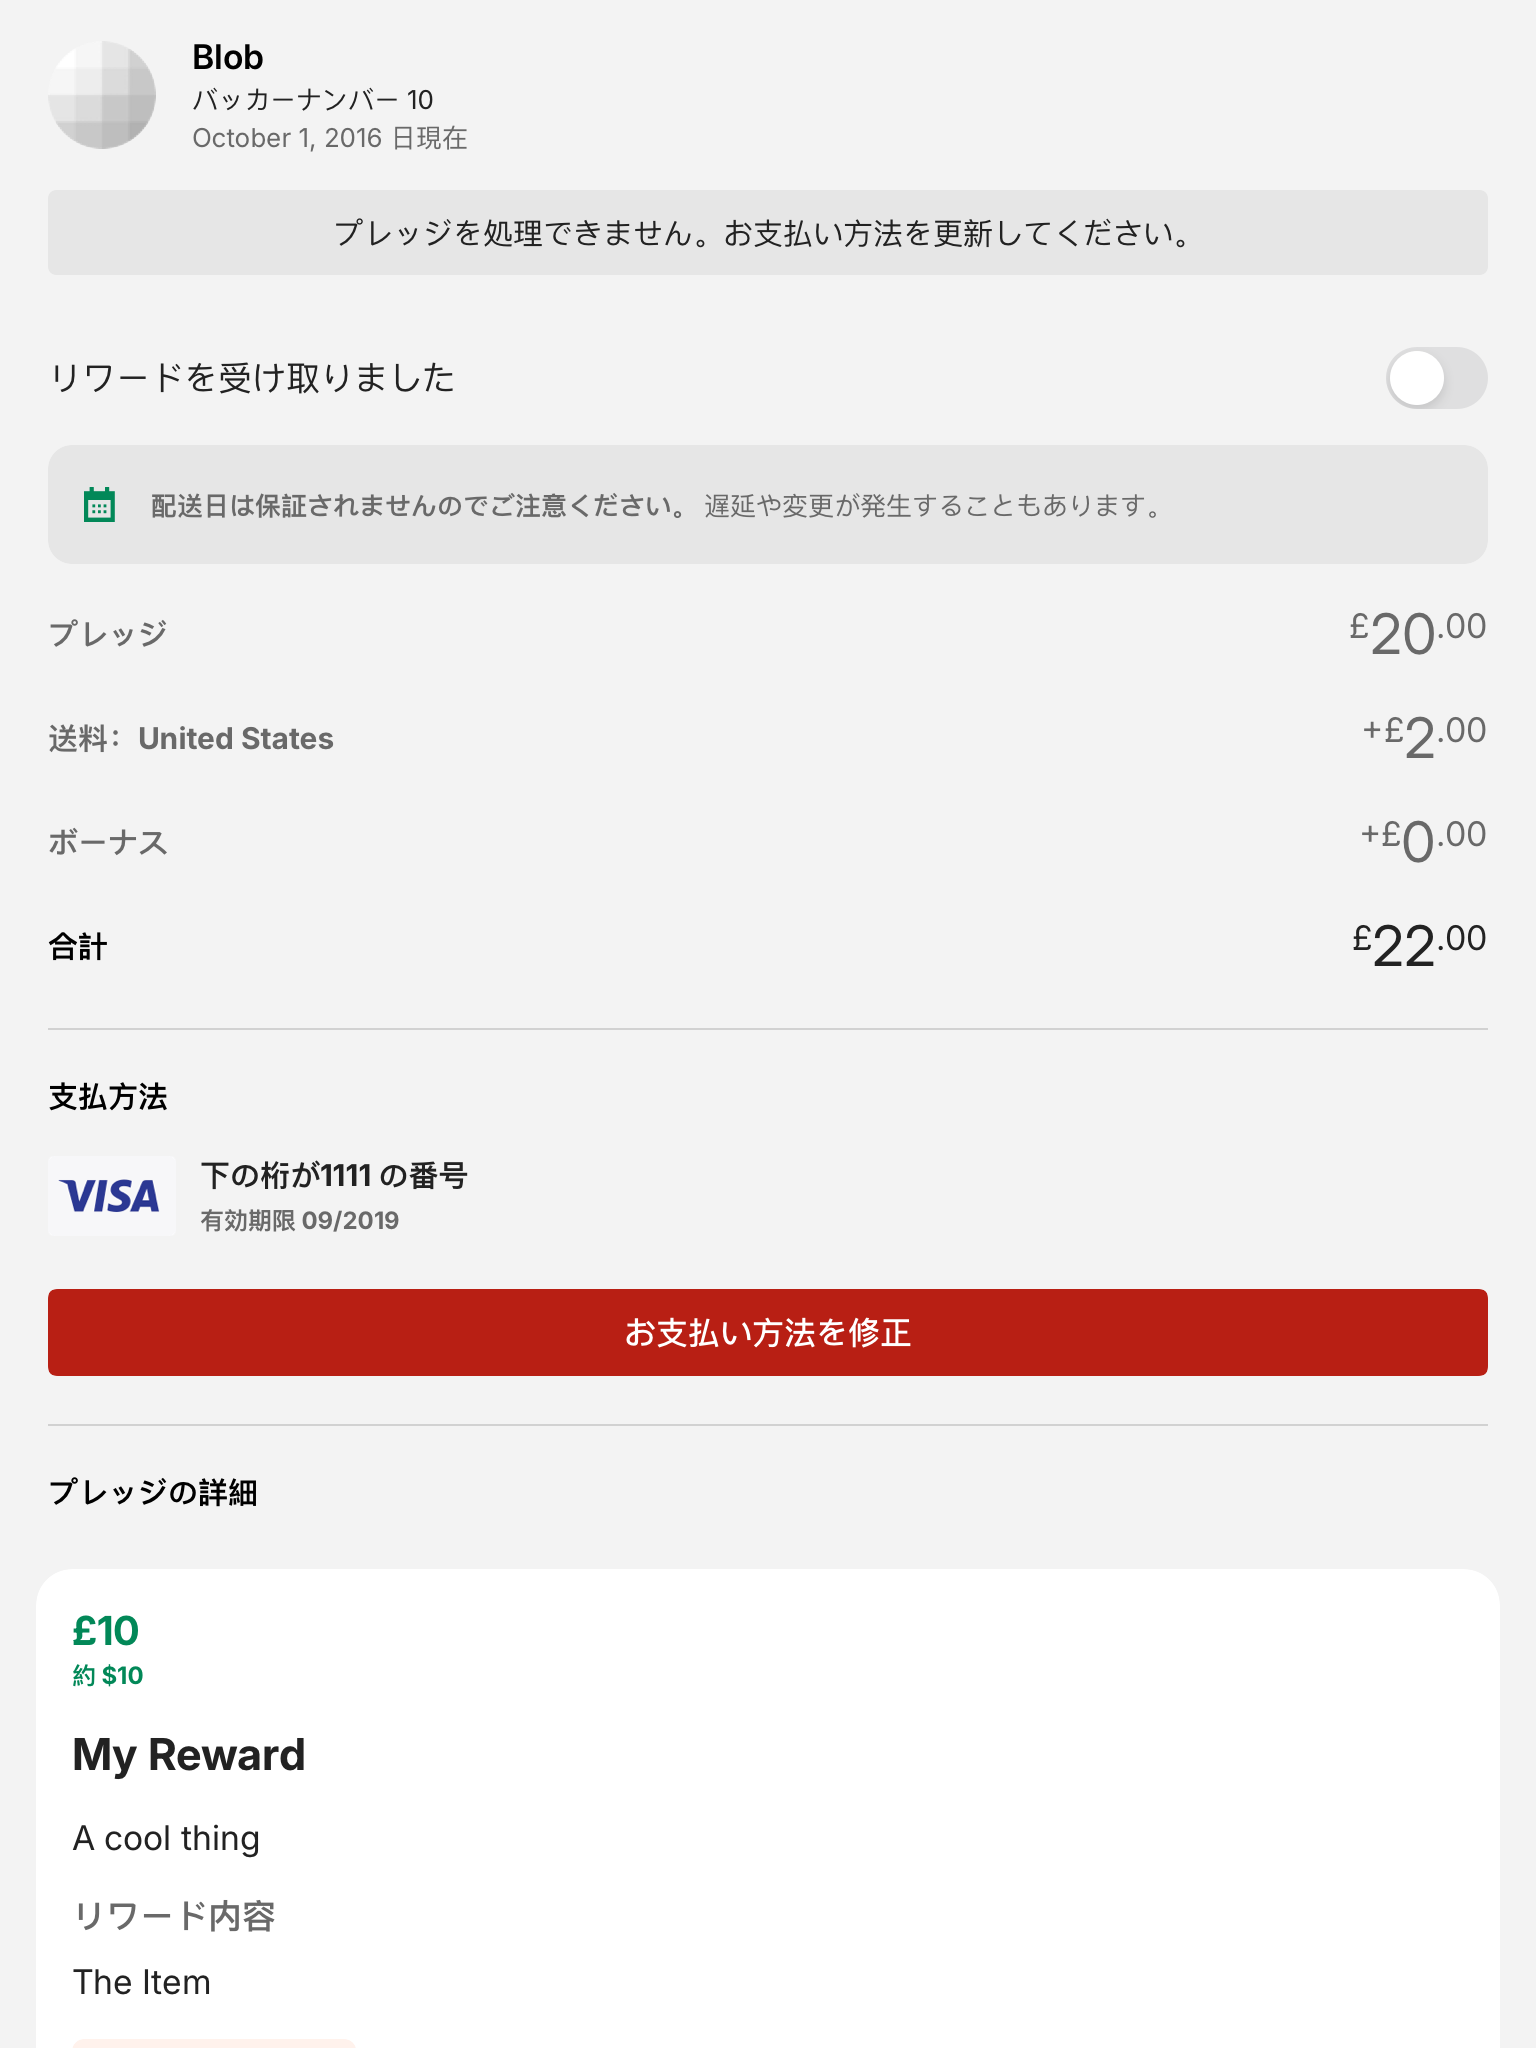 Blob
バッカーナンバー 10
October 1, 2016 日現在
プレッジを処理できません。お支払い方法を更新してください。
リワードを受け取りました
配送日は保証されませんのでご注意ください。 遅延や変更が発生することもあります。
プレッジ £20.00
送料： United States +£2.00
ボーナス +£0.00
合計 £22.00
支払方法
VISA
下の桁が1111 の番号
有効期限 09/2019
お支払い方法を修正
プレッジの詳細
£10
約 $10
My Reward
A cool thing
リワード内容
The Item